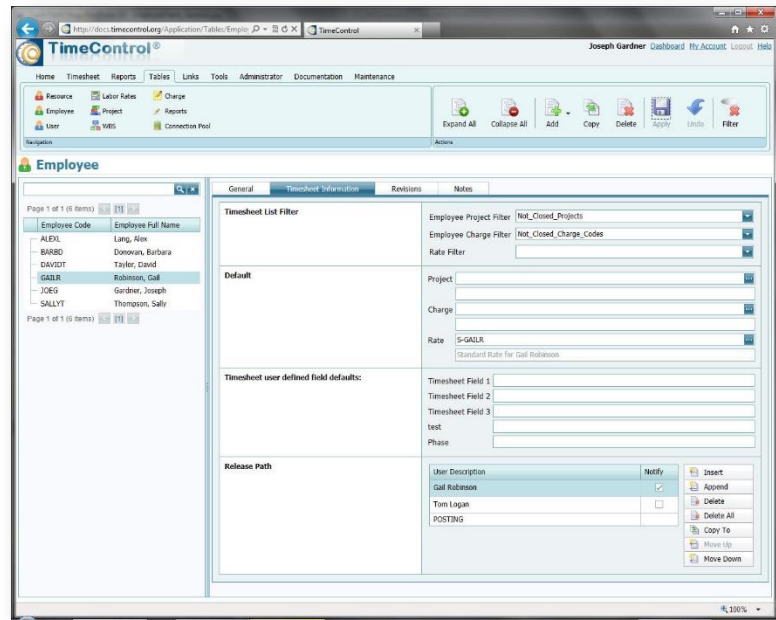 http://docs.timecontrol.org/Application/Tables/Employ
TimeControl
TimeControl®
Joseph Gardner Dashboard My Account Logout Help
Home Timesheet Reports Tables Links Tools Administrator Documentation Maintenance
Resource Labor Rates Charge
Employee Project Reports
User WBS Connection Pool
Expand All Collapse All Add Copy Delete Apply Undo Filter
Navigation Actions
Employee
General Timesheet Information Revisions Notes
Page 1 of 1 (6 items) [1]
Employee Code Employee Full Name
ALEXL Lang, Alex
BARBD Donovan, Barbara
DAVIDT Taylor, David
GAILR Robinson, Gail
JOEG Gardner, Joseph
SALLYT Thompson, Sally
Page 1 of 1 (6 items) [1]
Timesheet List Filter
Employee Project Filter Not_Closed_Projects
Employee Charge Filter Not_Closed_Charge_Codes
Rate Filter
Default
Project
Charge
Rate S-GAILR
Standard Rate for Gail Robinson
Timesheet user defined field defaults:
Timesheet Field 1
Timesheet Field 2
Timesheet Field 3
test
Phase
Release Path
User Description Notify
Gail Robinson
Tom Logan
POSTING
Insert
Append
Delete
Delete All
Copy To
Move Up
Move Down
100%